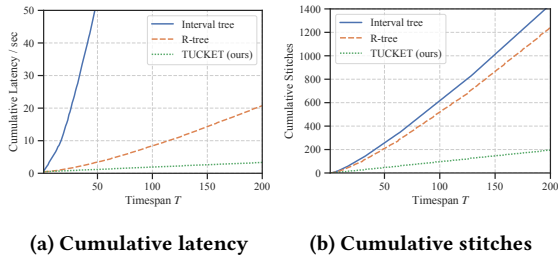 50
40
30
20
10
0
Cumulative Latency / sec
Interval tree
R-tree
TUCKET (ours)
50
100
150
200
Timespan T
(a) Cumulative latency
1400
1200
1000
800
600
400
200
0
Cumulative Stitches
Interval tree
R-tree
TUCKET (ours)
50
100
150
200
Timespan T
(b) Cumulative stitches